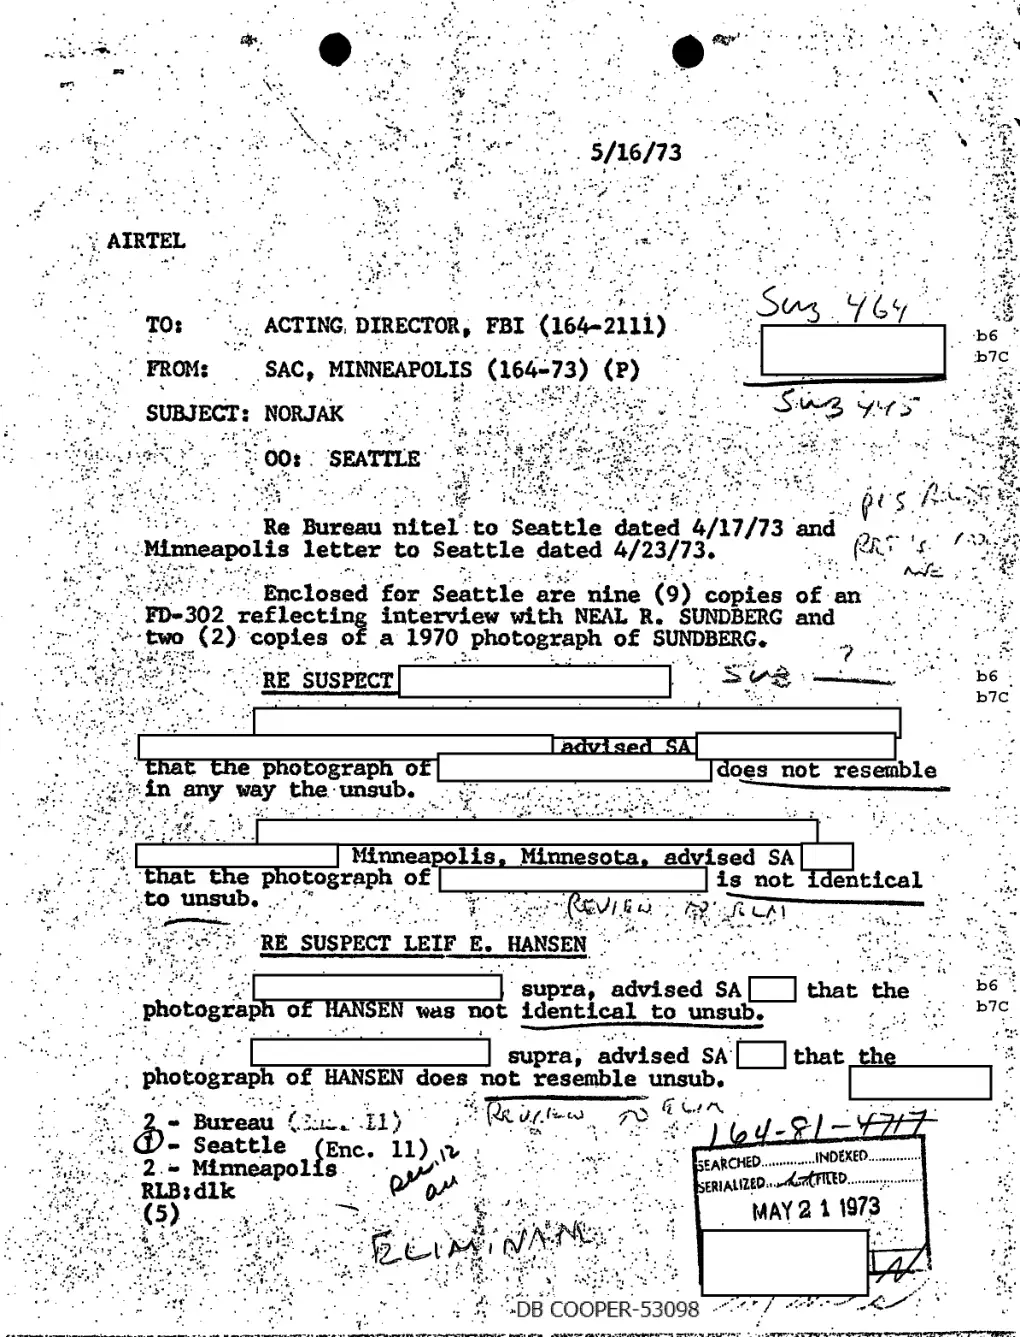 5/16/73
AIRTEL
TO: ACTING DIRECTOR, FBI (164-2111)
Sub 464
b6
b7C
FROM: SAC, MINNEAPOLIS (164-73) (P)
SUBJECT: NORJAK
Sub 445
OO: SEATTLE
Re Bureau nitel to Seattle dated 4/17/73 and
Minneapolis letter to Seattle dated 4/23/73.
Enclosed for Seattle are nine (9) copies of an
FD-302 reflecting interview with NEAL R. SUNDBERG and
two (2) copies of a 1970 photograph of SUNDBERG.
RE SUSPECT
Sub ?
b6
b7C
advised SA
that the photograph of does not resemble
in any way the unsub.
Minneapolis, Minnesota, advised SA
that the photograph of is not identical
to unsub.
REVIEW
RE SUSPECT LEIF E. HANSEN
supra, advised SA that the
b6
b7C
photograph of HANSEN was not identical to unsub.
supra, advised SA that the
photograph of HANSEN does not resemble unsub.
2 - Bureau
1 - Seattle (Enc. 11)
2 - Minneapolis
RLB:dlk
(5)
164-81-4717
SEARCHED INDEXED
SERIALIZED FILED
MAY 21 1973
DB COOPER-53098